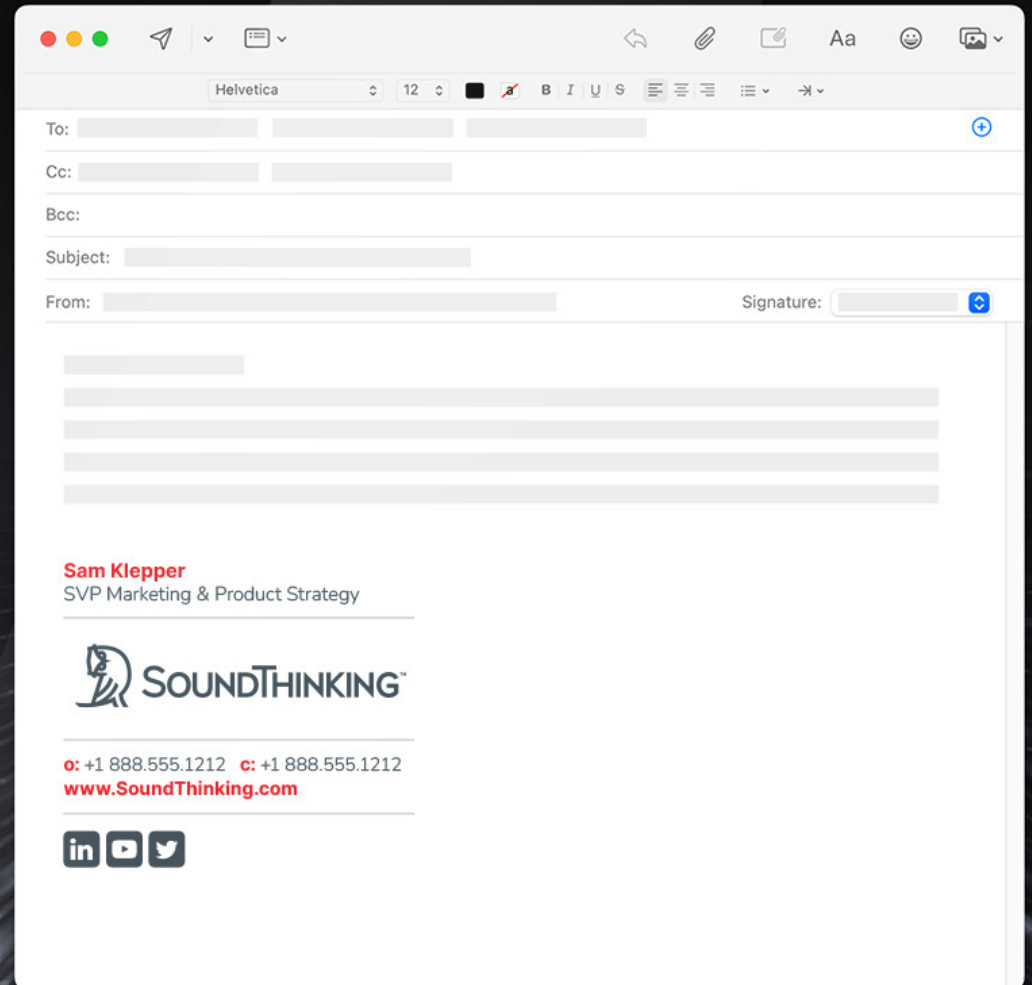 Helvetica 12 a B I U S Aa
To:
Cc:
Bcc:
Subject:
From: Signature:
Sam Klepper
SVP Marketing & Product Strategy
SOUNDTHINKING™
o: +1 888.555.1212 c: +1 888.555.1212
www.SoundThinking.com
in